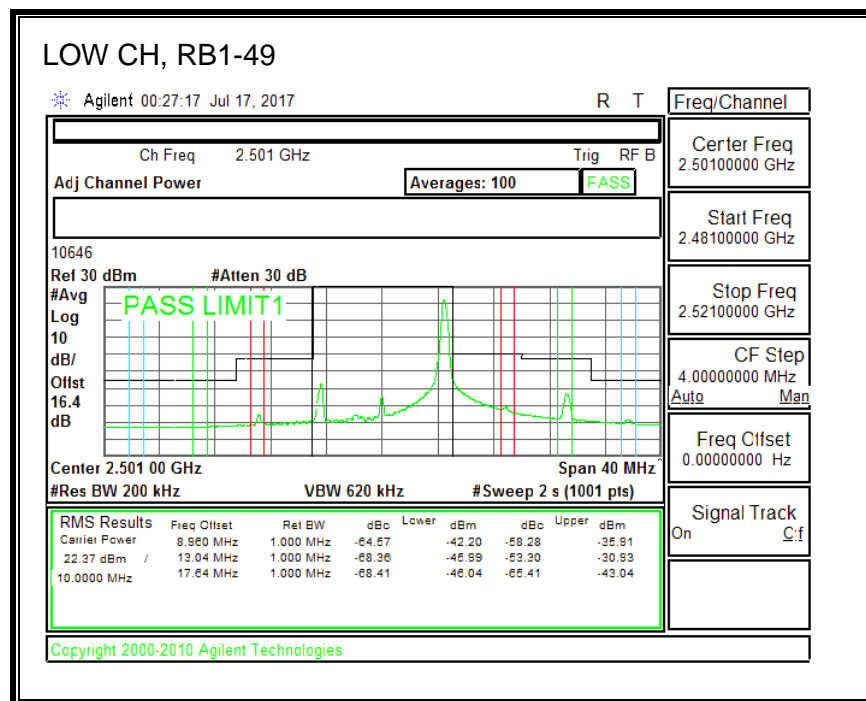 LOW CH, RB1-49
Agilent 00:27:17 Jul 17, 2017 R T
Freq/Channel
Ch Freq 2.501 GHz Trig RF B
Adj Channel Power Averages: 100 PASS
Center Freq
2.50100000 GHz
Start Freq
2.48100000 GHz
Stop Freq
2.52100000 GHz
CF Step
4.00000000 MHz
Auto Man
Freq Offset
0.00000000 Hz
Signal Track
On Off
10646
Ref 30 dBm #Atten 30 dB
#Avg
Log
10
dB/
Offst
16.4
dB
PASS LIMIT1
Center 2.501 00 GHz Span 40 MHz
#Res BW 200 kHz VBW 620 kHz #Sweep 2 s (1001 pts)
RMS Results Freq Offset Ref BW dBc Lower dBm dBc Upper dBm
Carrier Power 8.960 MHz 1.000 MHz -64.57 -42.20 -58.28 -35.91
22.37 dBm / 13.04 MHz 1.000 MHz -68.36 -45.99 -53.30 -30.93
10.0000 MHz 17.64 MHz 1.000 MHz -68.41 -46.04 -65.41 -43.04
Copyright 2000-2010 Agilent Technologies